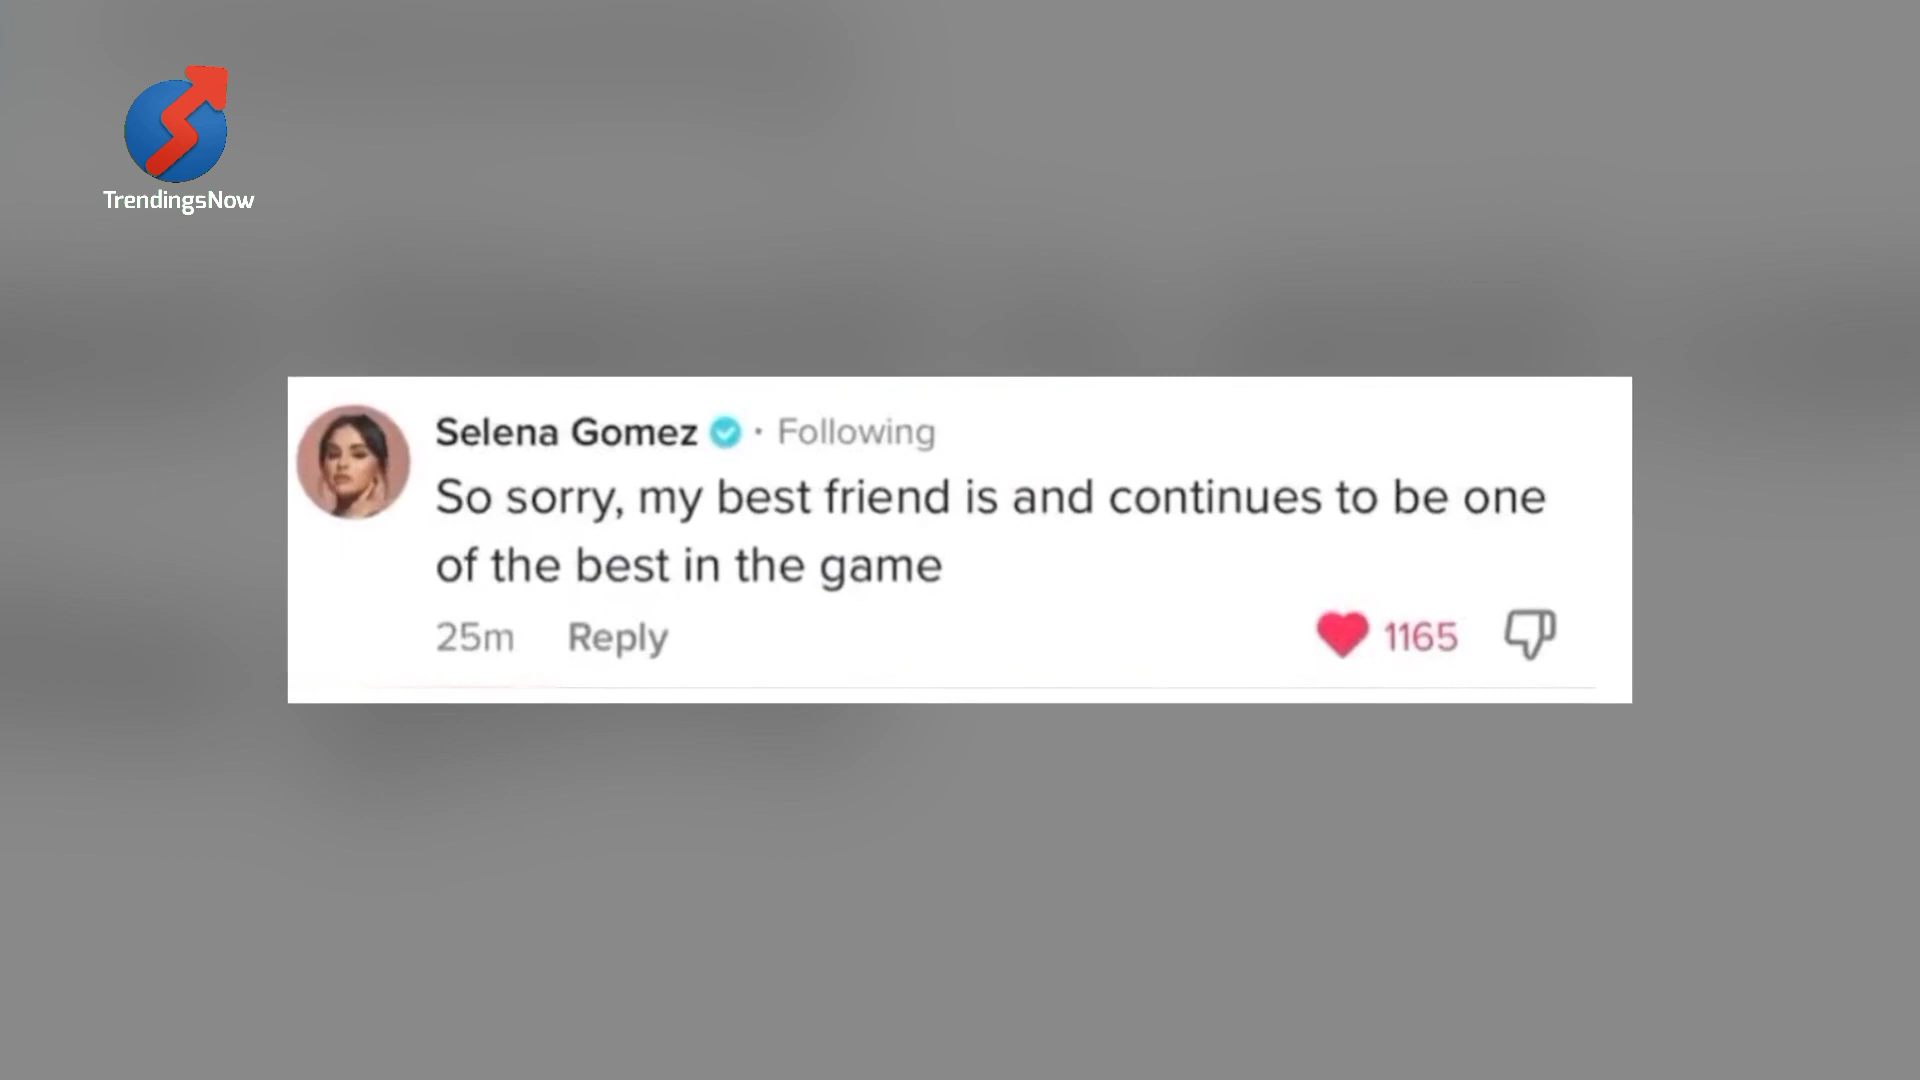 TrendingsNow
Selena Gomez · Following
So sorry, my best friend is and continues to be one
of the best in the game
25m Reply 1165